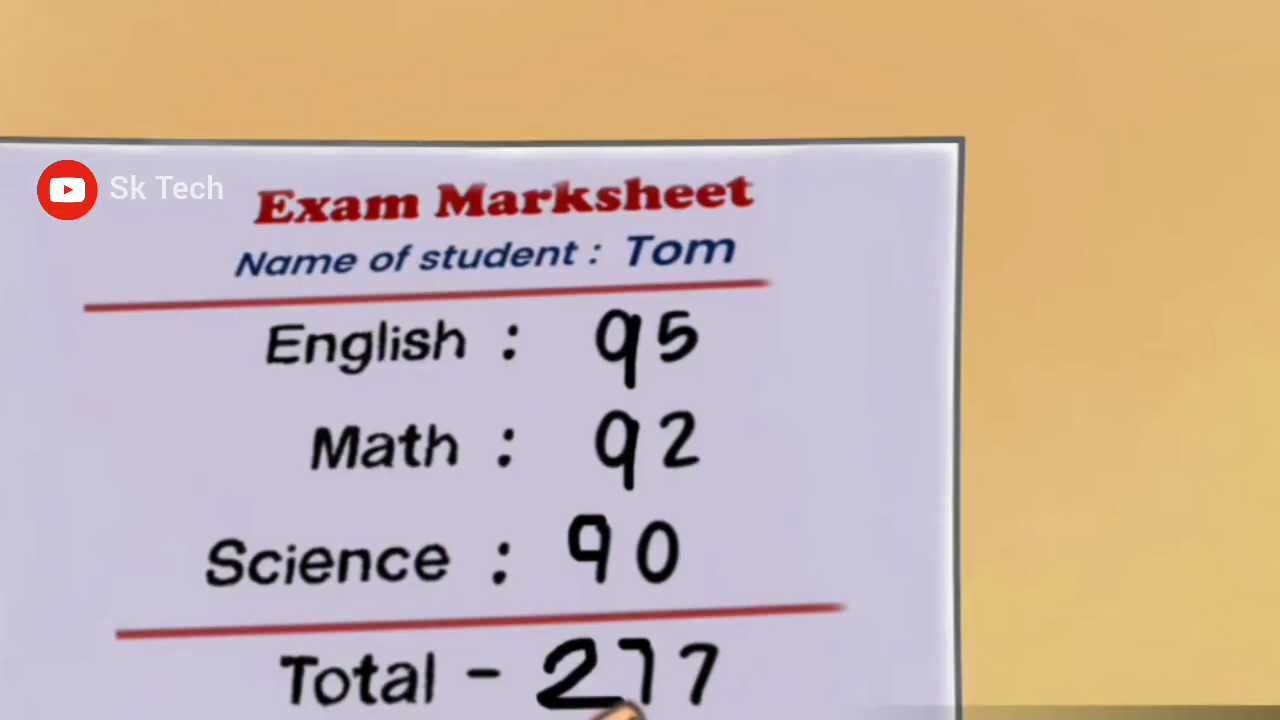 Sk Tech
Exam Marksheet
Name of student : Tom
English : 95
Math : 92
Science : 90
Total - 277